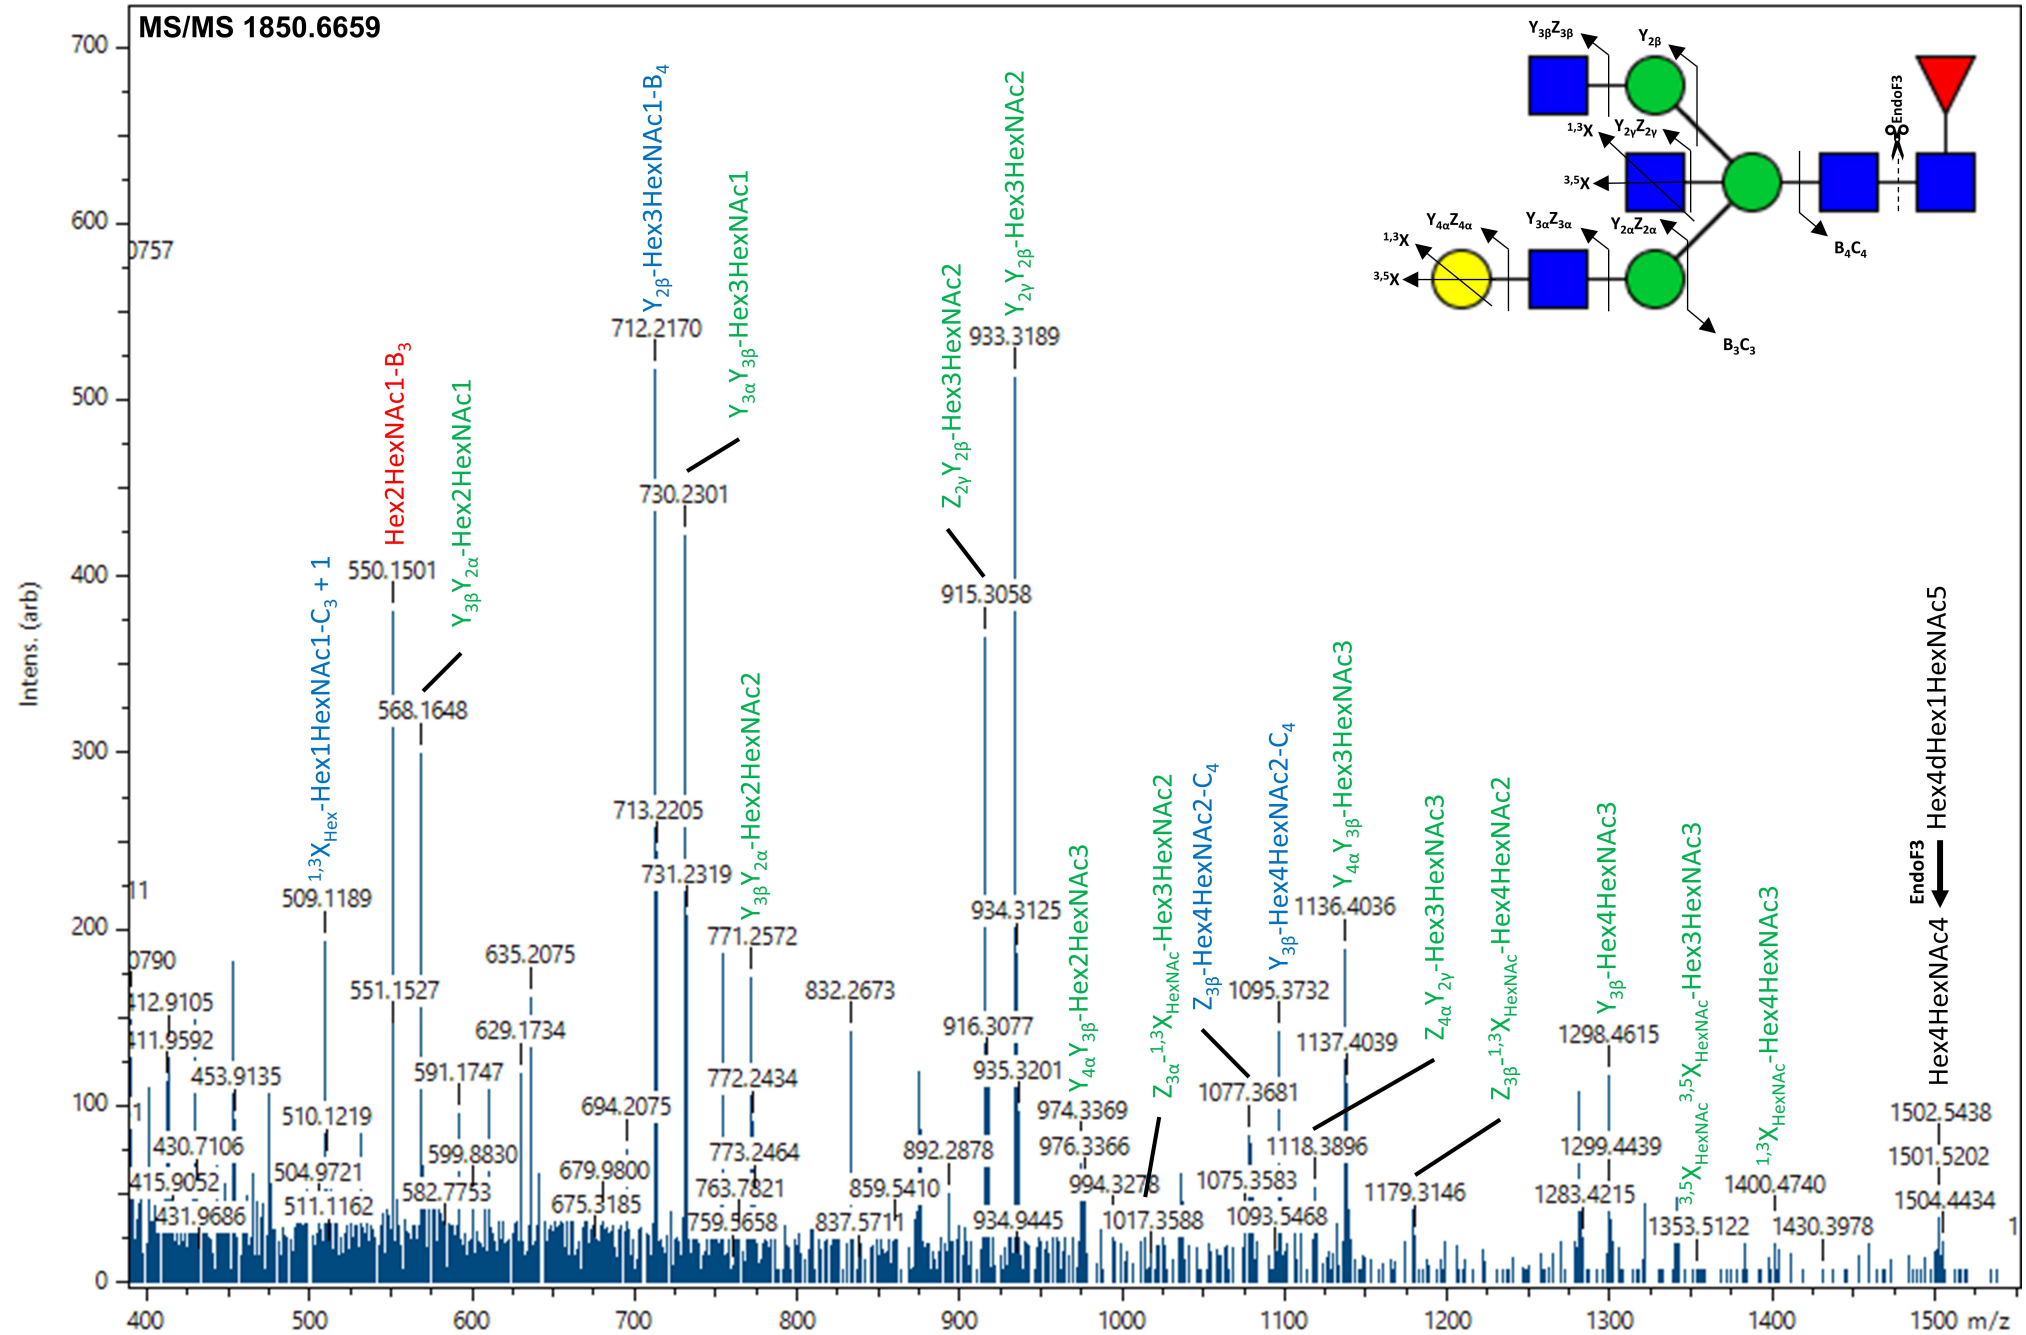 MS/MS 1850.6659
Intens. (arb)
700
600
500
400
300
200
100
0
400
500
600
700
800
900
1000
1100
1200
1300
1400
1500 m/z
0757
11
0790
1
412.9105
411.9592
430.7106
415.9052
431.9686
453.9135
504.9721
1,3XHex-Hex1HexNAc1-C3 + 1
509.1189
510.1219
511.1162
Hex2HexNAc1-B3
550.1501
551.1527
Y3βY2α-Hex2HexNAc1
568.1648
582.7753
591.1747
599.8830
629.1734
635.2075
675.3185
679.9800
694.2075
Y2β-Hex3HexNAc1-B4
712.2170
713.2205
Y3αY3β-Hex3HexNAc1
730.2301
731.2319
759.5658
763.7821
Y3βY2α-Hex2HexNAc2
771.2572
772.2434
773.2464
832.2673
837.5711
859.5410
892.2878
Z2γY2β-Hex3HexNAc2
915.3058
916.3077
Y2γY2β-Hex3HexNAc2
933.3189
934.3125
935.3201
934.9445
Y4αY3β-Hex2HexNAc3
974.3369
976.3366
994.3273
Z3α-1,3XHexNAc-Hex3HexNAc2
1017.3588
Z3β-Hex4HexNAc2-C4
1077.3681
1075.3583
Y3β-Hex4HexNAc2-C4
1095.3732
1093.5468
Z4αY2γ-Hex3HexNAc3
1118.3896
Y4αY3β-Hex3HexNAc3
1136.4036
1137.4039
Z3β-1,3XHexNAc-Hex4HexNAc2
1179.3146
1283.4215
Y3β-Hex4HexNAc3
1298.4615
1299.4439
3,5XHexNAc 3,5XHexNAc-Hex3HexNAc3
1353.5122
1,3XHexNAc-Hex4HexNAc3
1400.4740
1430.3978
Hex4dHex1HexNAc5
EndoF3
Hex4HexNAc4
1502.5438
1501.5202
1504.4434
1
Y3βZ3β
Y2β
EndoF3
1,3X
Y2γZ2γ
3,5X
Y4αZ4α
Y3αZ3α
Y2αZ2α
1,3X
3,5X
B4C4
B3C3